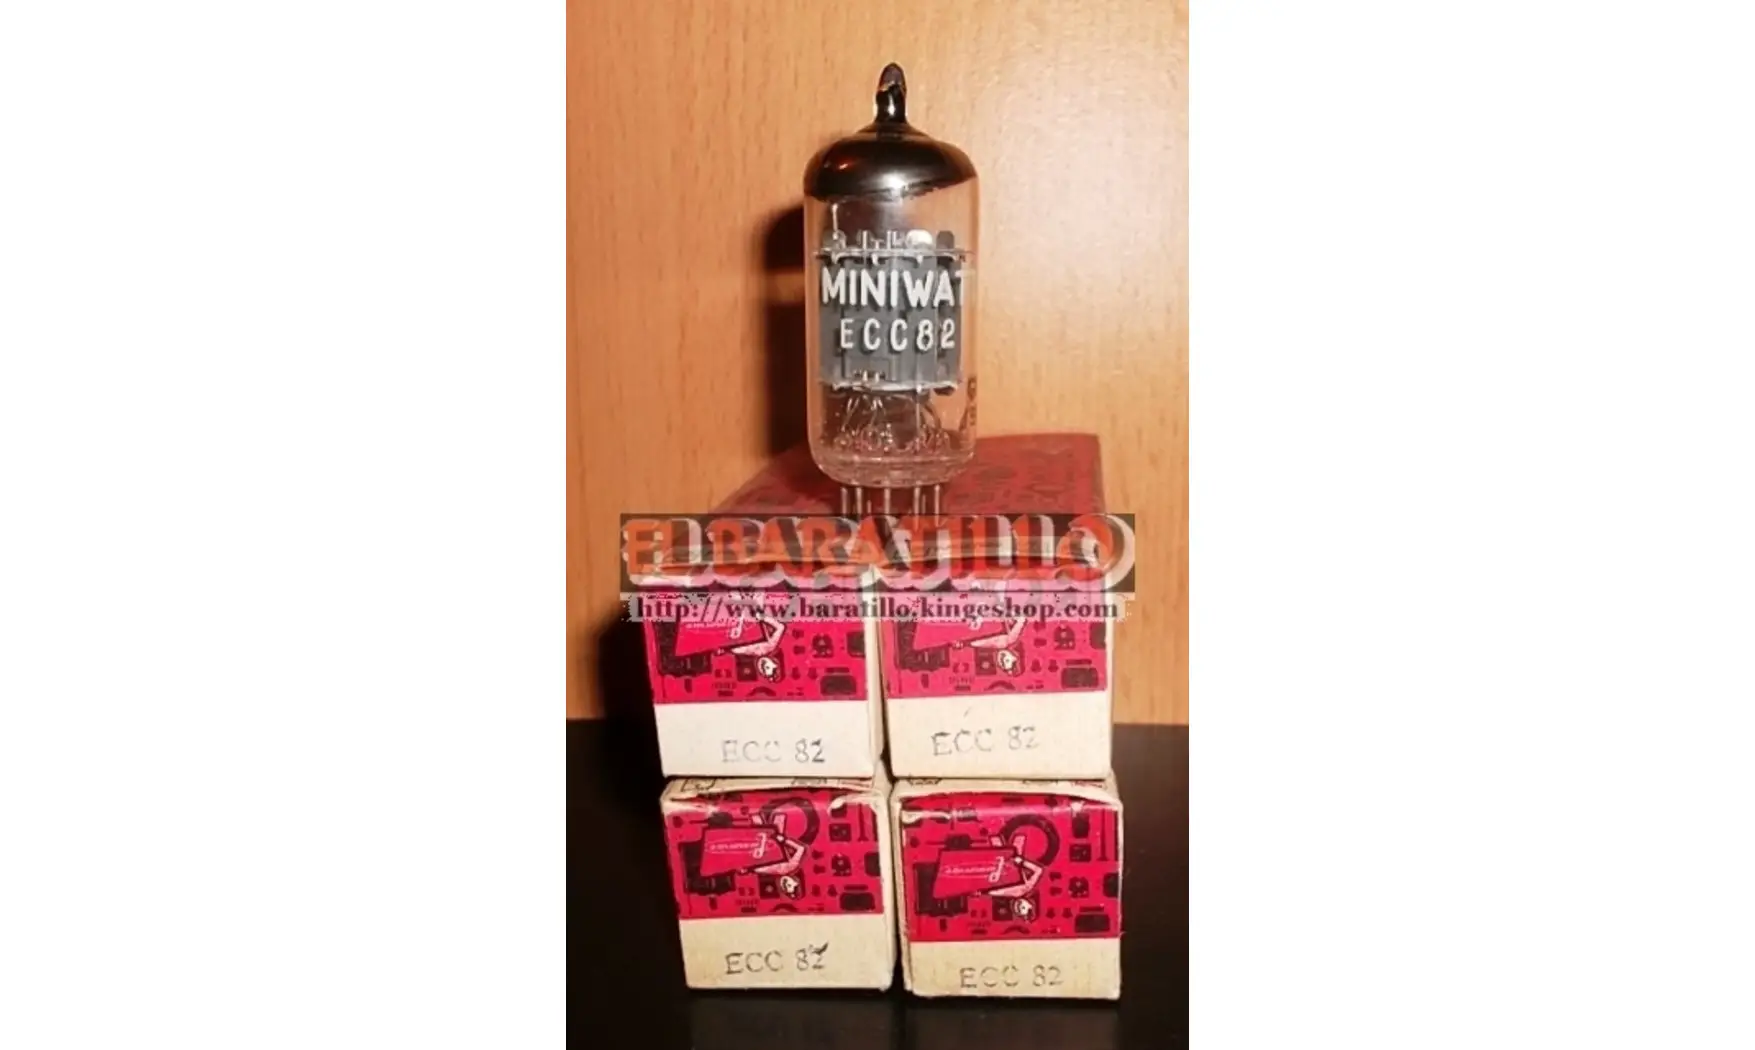 MINIWAT
ECC82
EL BARATILLO
http://www.baratillo.kingeshop.com
ECC 82
ECC 82
ECC 82
ECC 82